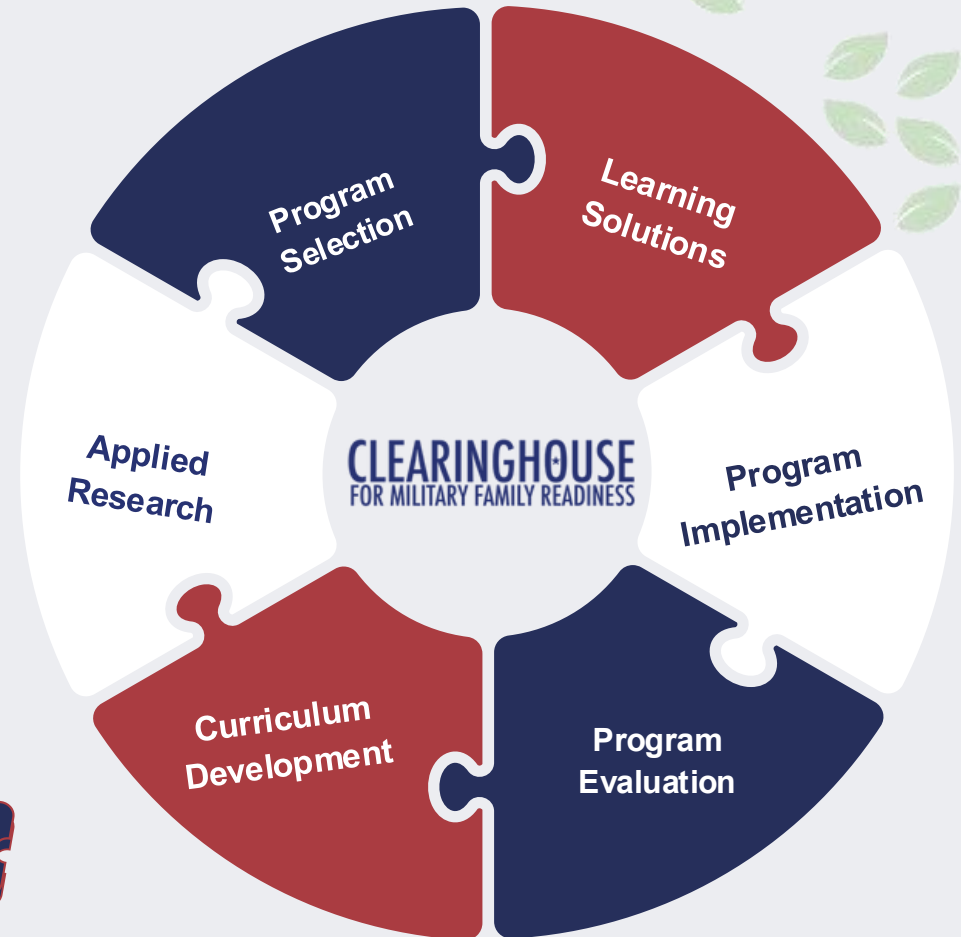 Program
Selection
Learning
Solutions
Applied
Research
CLEARINGHOUSE
FOR MILITARY FAMILY READINESS
Program
Implementation
Curriculum
Development
Program
Evaluation